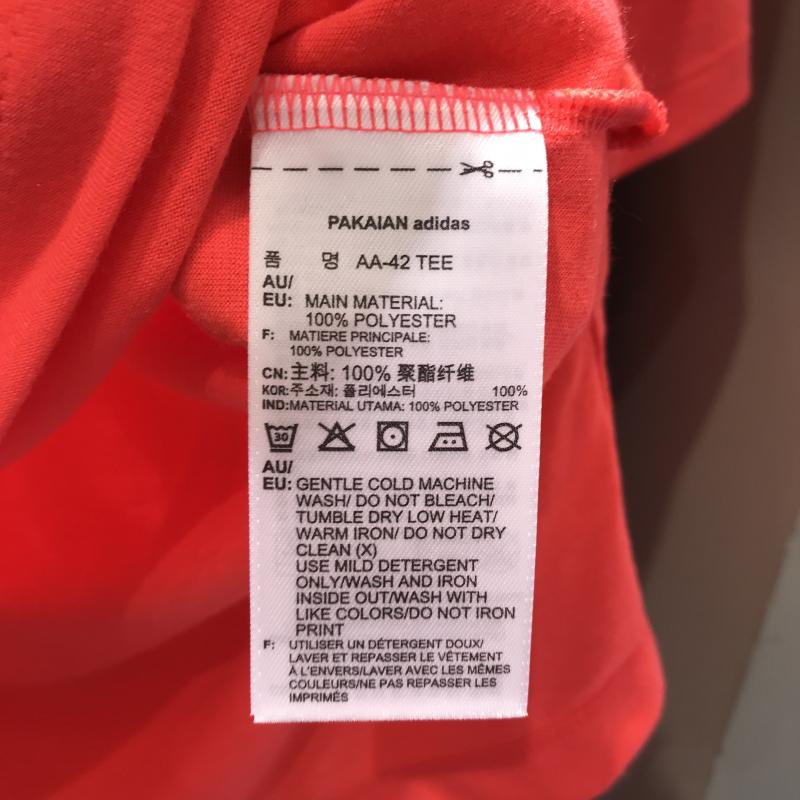 PAKAIAN adidas
품 명 AA-42 TEE
AU/
EU: MAIN MATERIAL:
100% POLYESTER
F: MATIERE PRINCIPALE:
100% POLYESTER
CN: 主料: 100% 聚酯纤维
KOR: 주소재: 폴리에스터 100%
IND: MATERIAL UTAMA: 100% POLYESTER
30
AU/
EU: GENTLE COLD MACHINE
WASH/ DO NOT BLEACH/
TUMBLE DRY LOW HEAT/
WARM IRON/ DO NOT DRY
CLEAN (X)
USE MILD DETERGENT
ONLY/WASH AND IRON
INSIDE OUT/WASH WITH
LIKE COLORS/DO NOT IRON
PRINT
F: UTILISER UN DÉTERGENT DOUX/
LAVER ET REPASSER LE VÊTEMENT
À L'ENVERS/LAVER AVEC LES MÊMES
COULEURS/NE PAS REPASSER LES
IMPRIMÉS